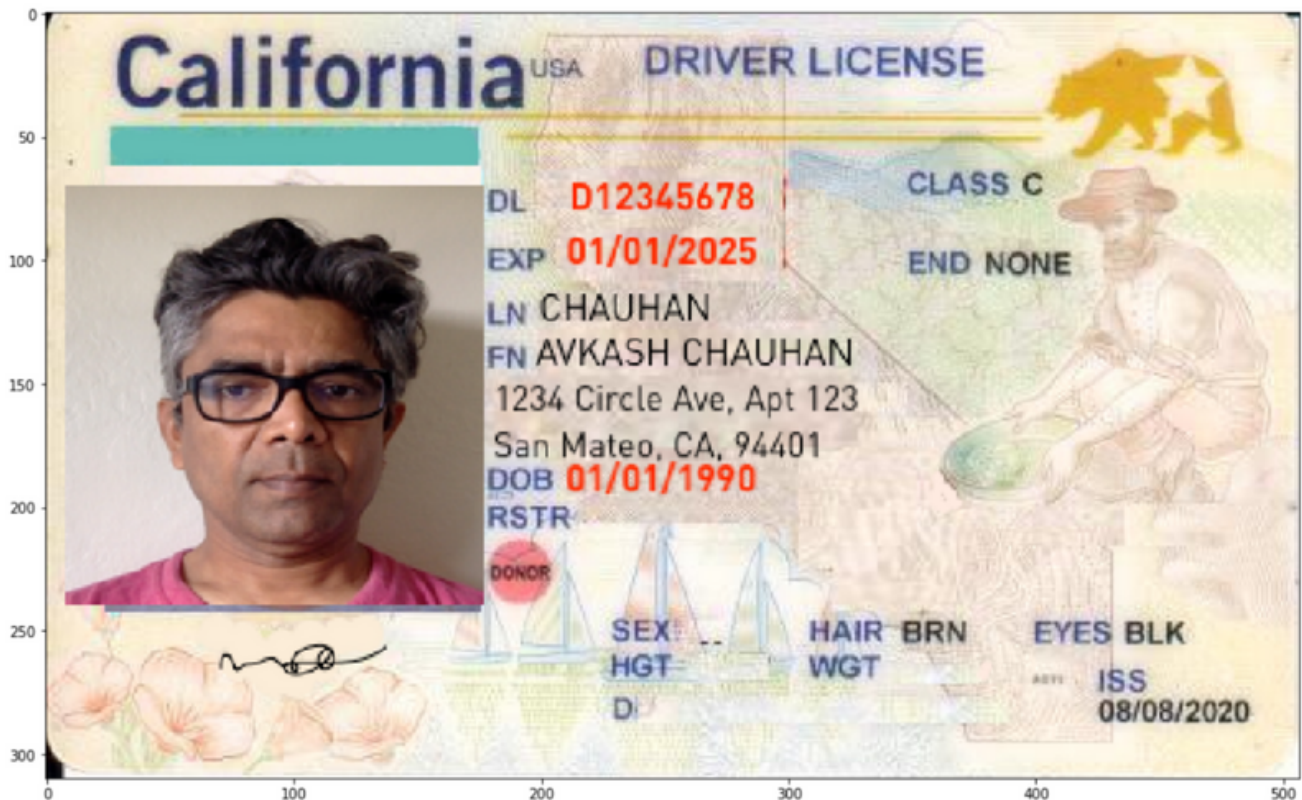 California USA DRIVER LICENSE
CLASS C
DL D12345678
EXP 01/01/2025
END NONE
LN CHAUHAN
FN AVKASH CHAUHAN
1234 Circle Ave, Apt 123
San Mateo, CA, 94401
DOB 01/01/1990
RSTR
DONOR
SEX -- HAIR BRN EYES BLK
HGT WGT
ISS
D 08/08/2020
0
50
100
150
200
250
300
0 100 200 300 400 500